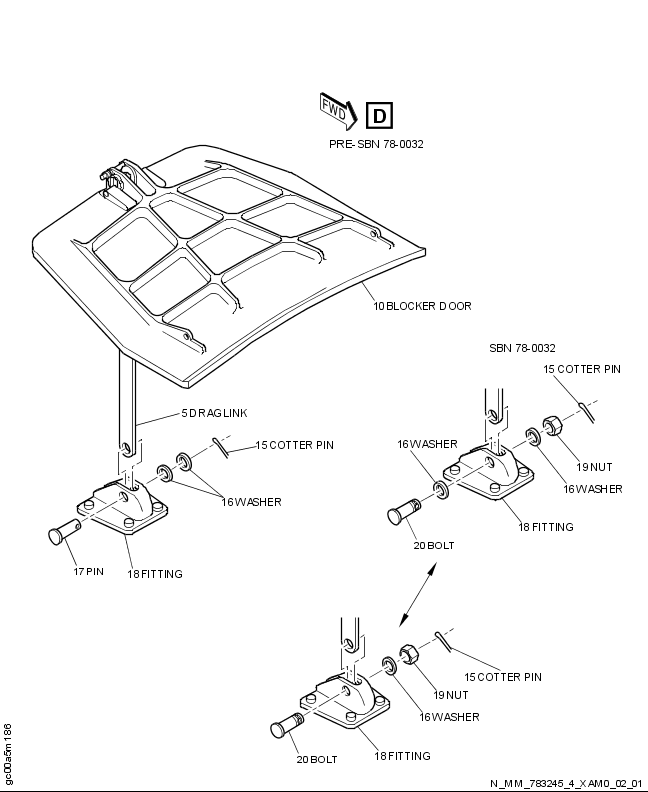 FWD
D
PRE-SBN 78-0032
10 BLOCKER DOOR
SBN 78-0032
15 COTTER PIN
5 DRAGLINK
15 COTTER PIN
16 WASHER
19 NUT
16 WASHER
16 WASHER
18 FITTING
20 BOLT
17 PIN
18 FITTING
15 COTTER PIN
19 NUT
16 WASHER
18 FITTING
20 BOLT
gc00a5m186
N_MM_783245_4_XAM0_02_01